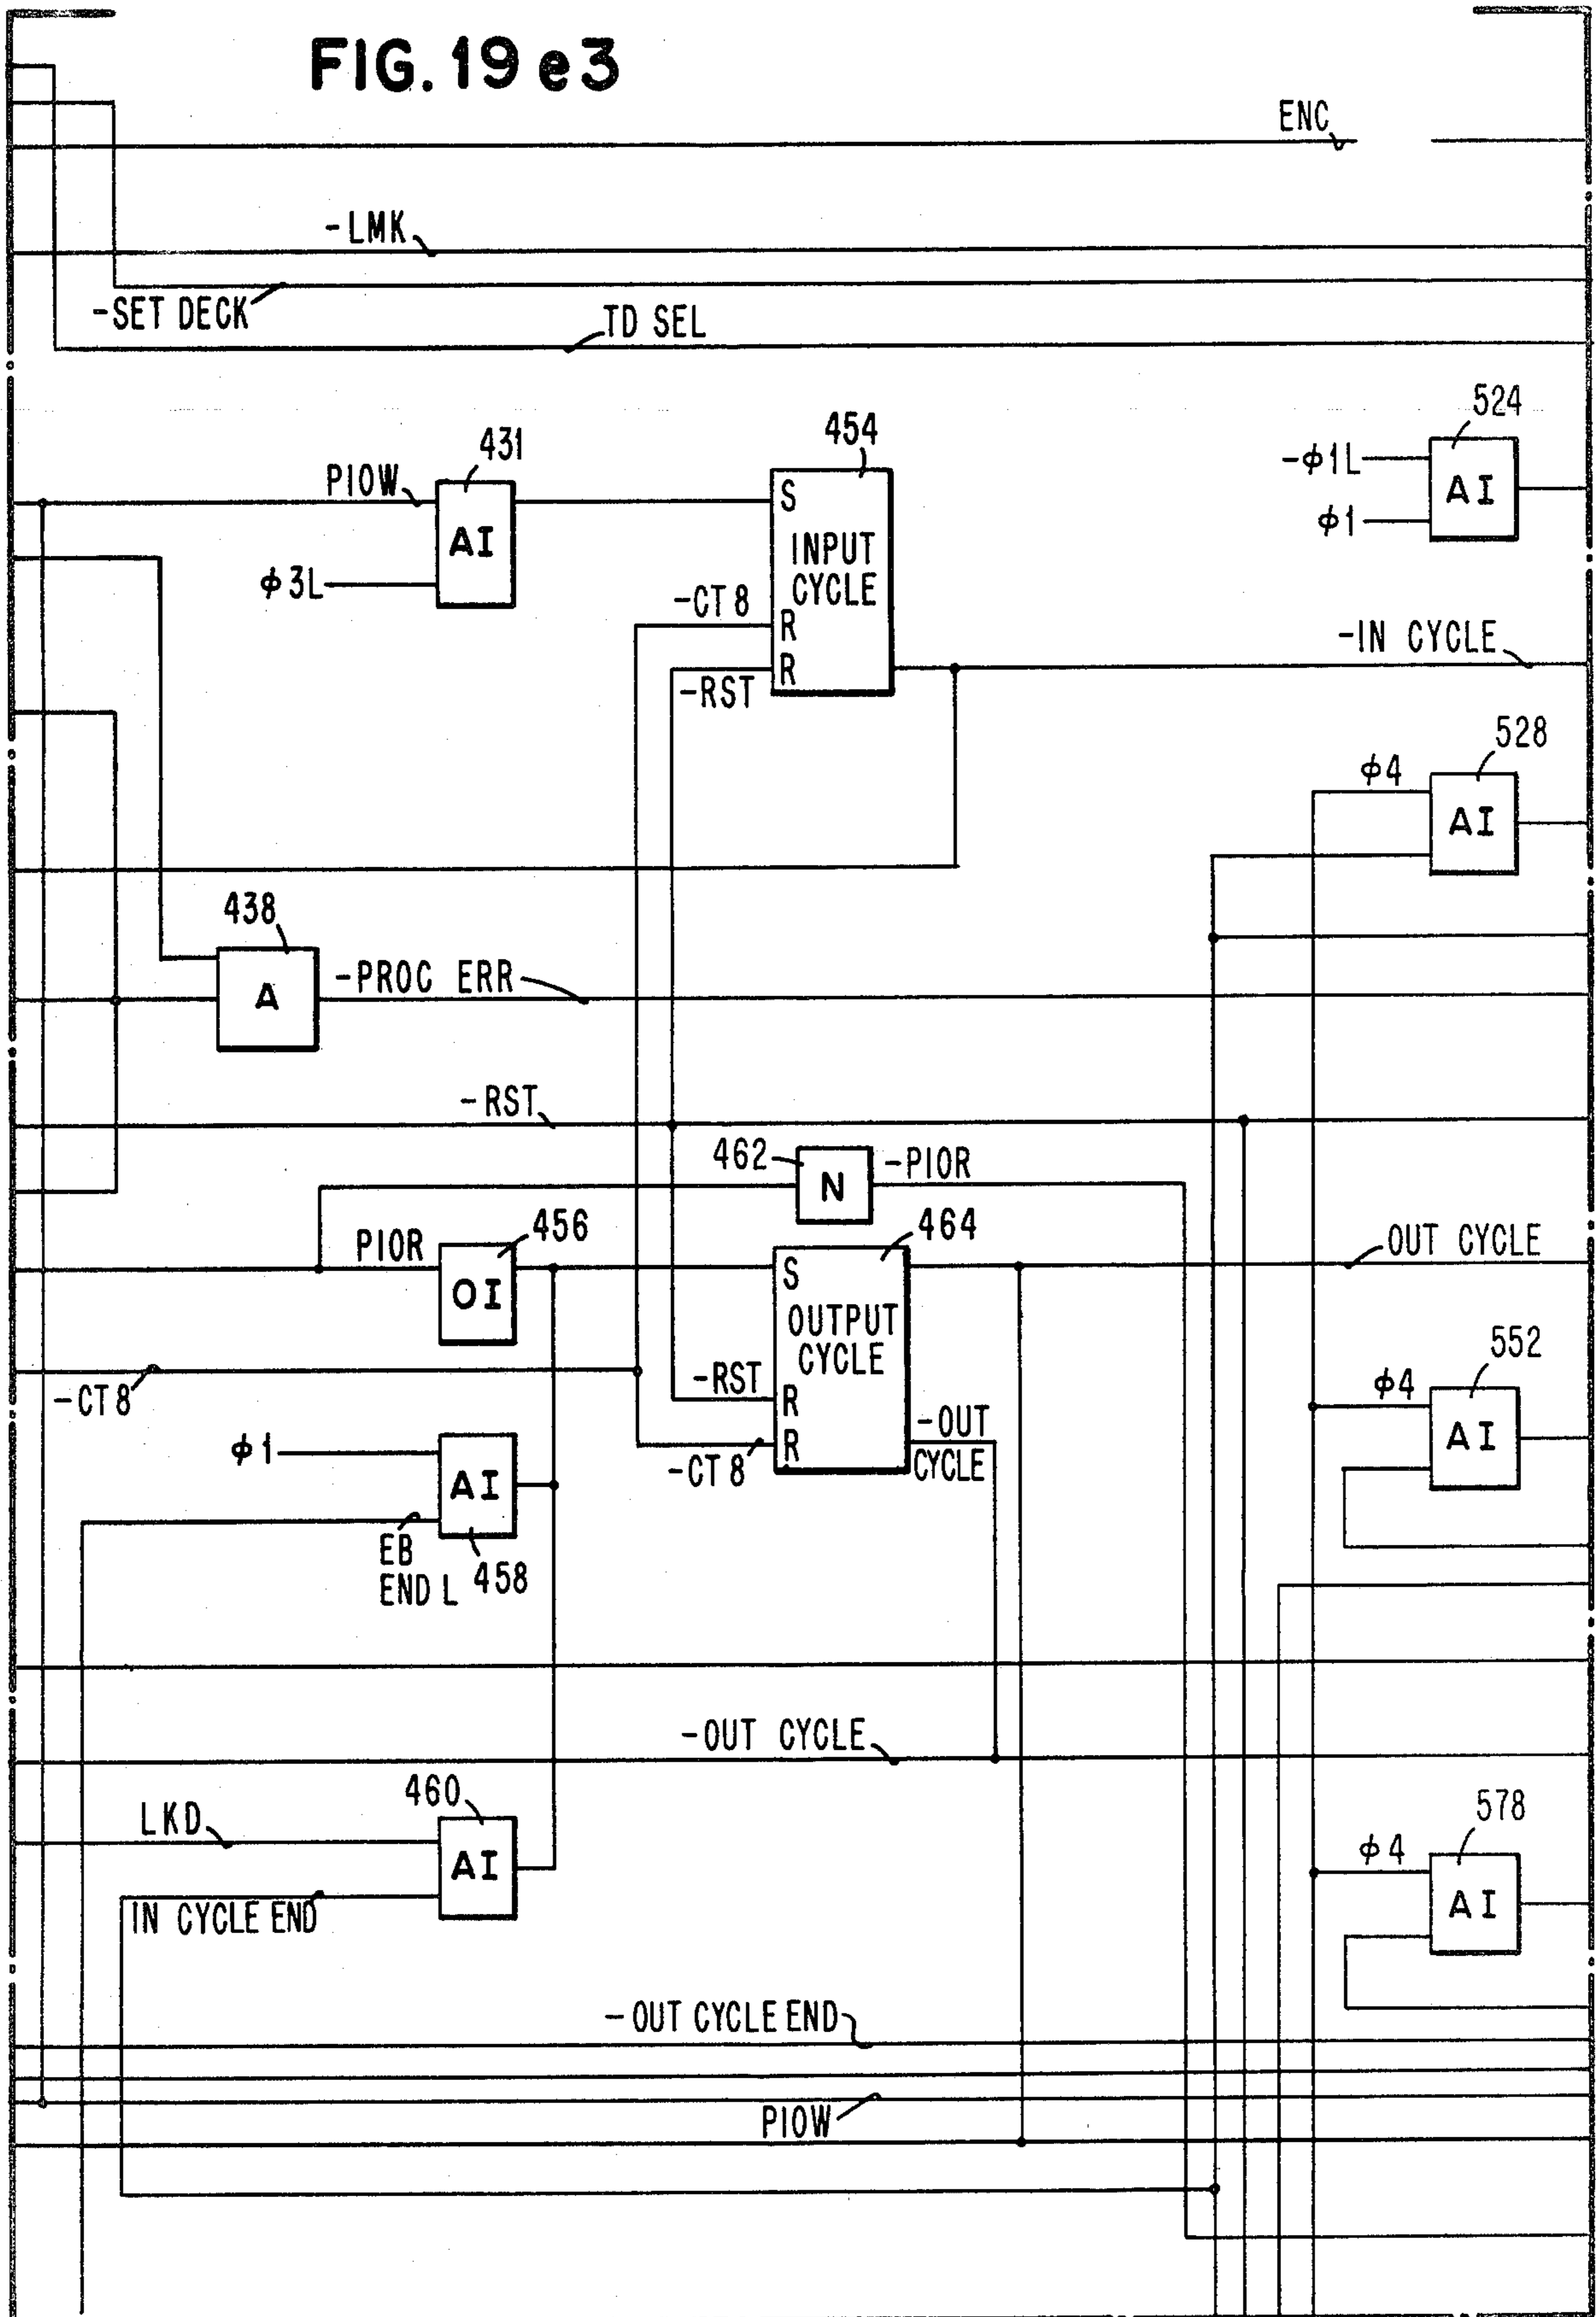 FIG. 19 e3
ENC
-LMK
-SET DECK
TD SEL
524
-φ1L
AI
φ1
431
PIOW
AI
φ3L
454
S
INPUT
CYCLE
-CT 8
R
R
-RST
-IN CYCLE
528
φ4
AI
438
A
-PROC ERR
-RST
462
N
-PIOR
PIOR
456
OI
464
S
OUTPUT
CYCLE
-RST
R
-CT 8
R
OUT CYCLE
-OUT
CYCLE
-CT 8
552
φ4
AI
φ1
AI
EB
END L
458
-OUT CYCLE
460
LKD
AI
IN CYCLE END
578
φ4
AI
-OUT CYCLE END
PIOW